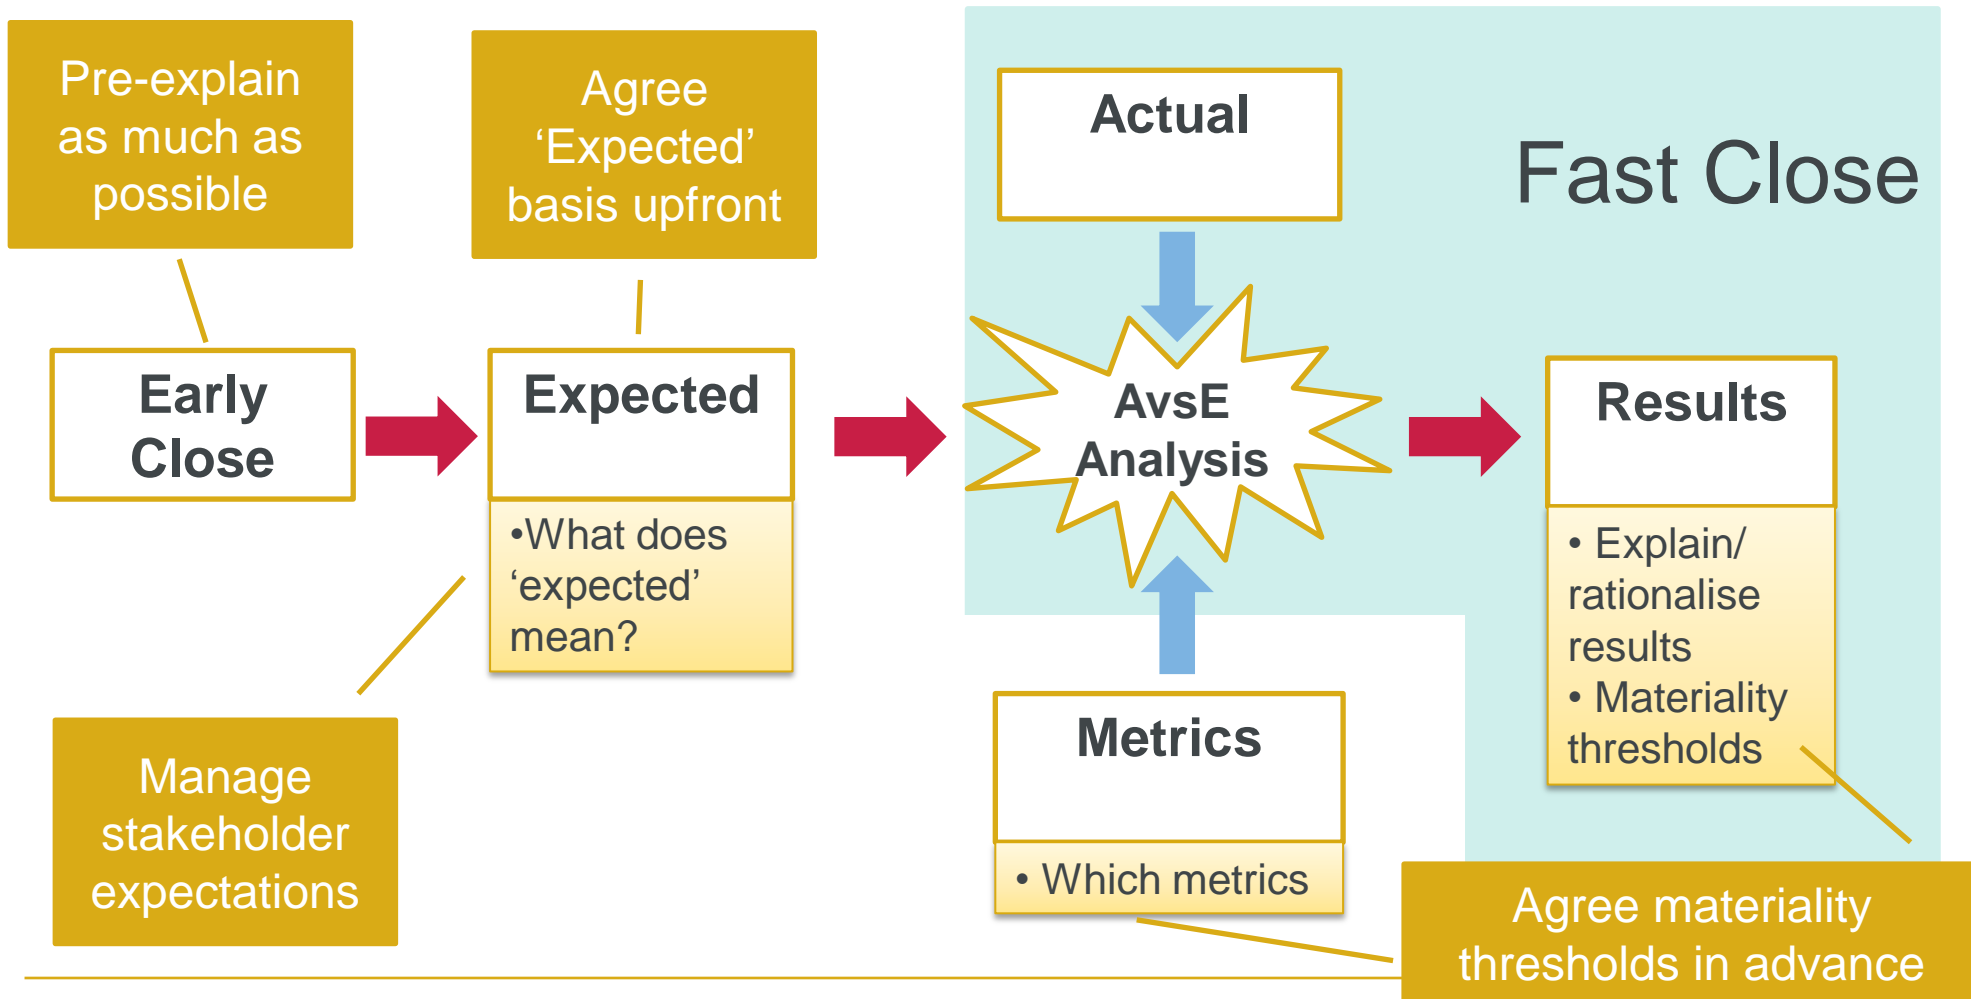 Pre-explain
as much as
possible
Agree
‘Expected’
basis upfront
Actual
Fast Close
Early
Close
Expected
•What does
‘expected’
mean?
AvsE
Analysis
Results
• Explain/
rationalise
results
• Materiality
thresholds
Manage
stakeholder
expectations
Metrics
• Which metrics
Agree materiality
thresholds in advance